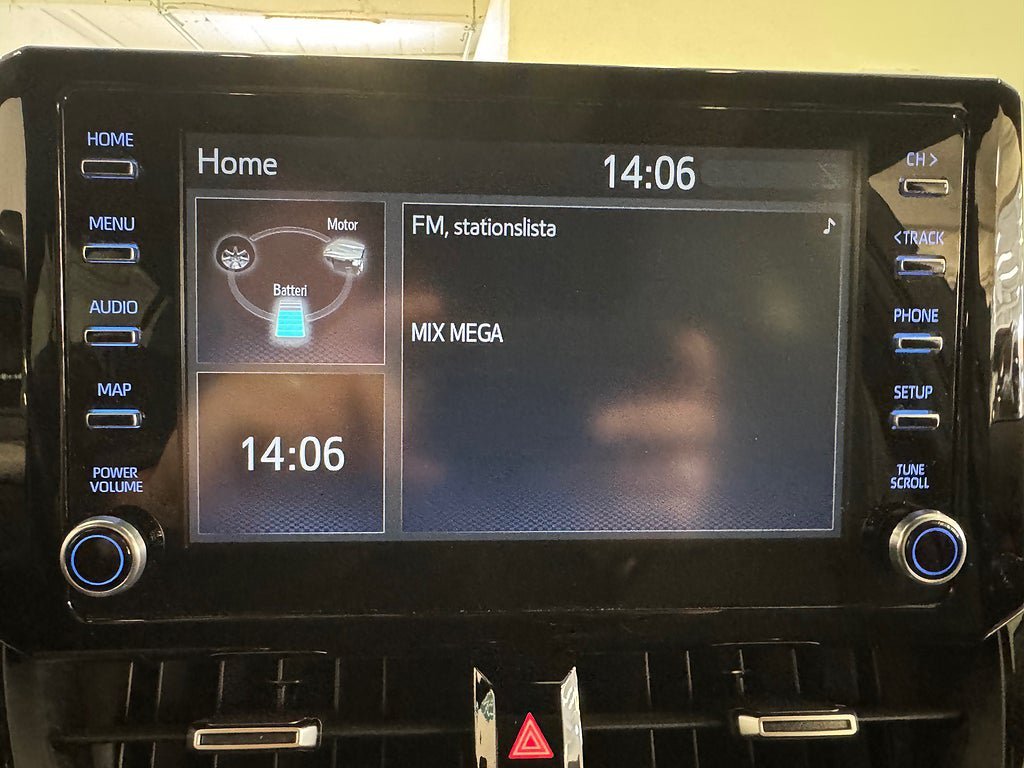 HOME
MENU
AUDIO
MAP
POWER
VOLUME
Home
14:06
Motor
Batteri
14:06
FM, stationslista
MIX MEGA
CH >
< TRACK
PHONE
SETUP
TUNE
SCROLL